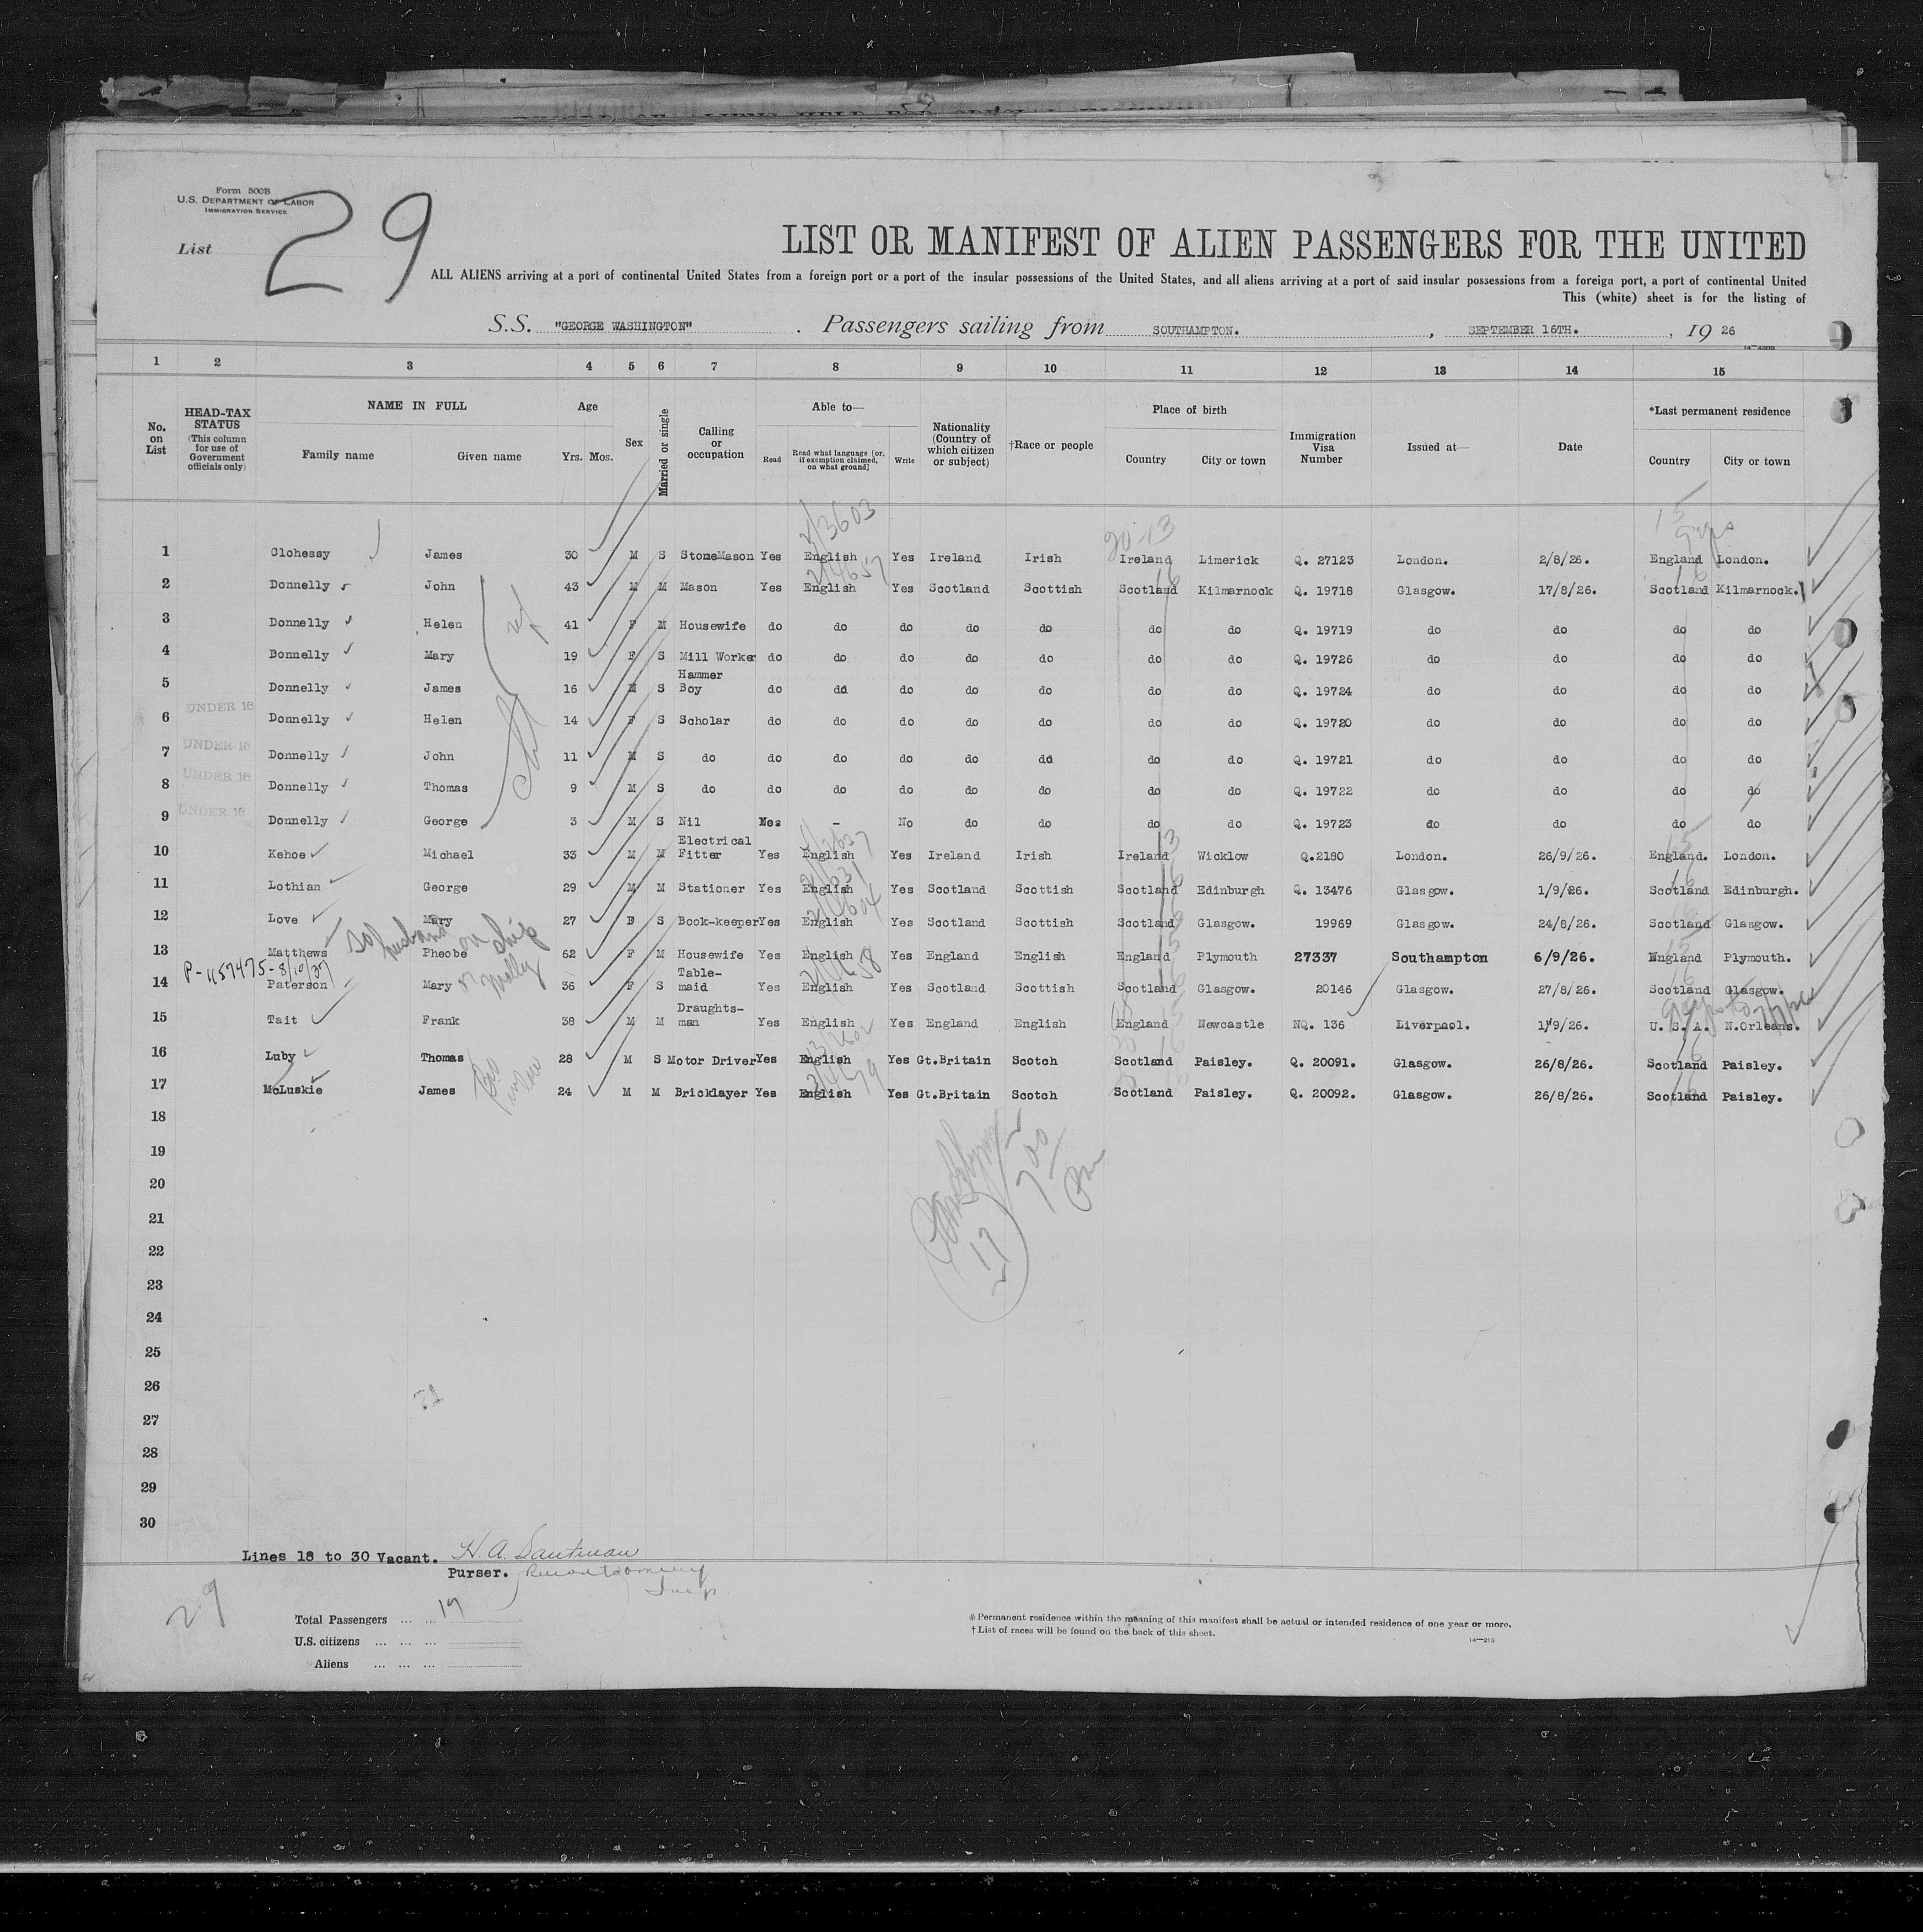 Form 500B
U.S. DEPARTMENT OF LABOR
IMMIGRATION SERVICE
List 29
LIST OR MANIFEST OF ALIEN PASSENGERS FOR THE UNITED
ALL ALIENS arriving at a port of continental United States from a foreign port or a port of the insular possessions of the United States, and all aliens arriving at a port of said insular possessions from a foreign port, a port of continental United
This (white) sheet is for the listing of
S.S. "GEORGE WASHINGTON" . Passengers sailing from SOUTHAMPTON. , SEPTEMBER 16TH. , 19 26
1 2 3 4 5 6 7 8 9 10 11 12 13 14 15
No. on List
HEAD-TAX STATUS (This column for use of Government officials only)
NAME IN FULL
Family name Given name
Age
Yrs. Mos.
Sex
Married or single
Calling or occupation
Able to—
Read
Read what language [or, if exemption claimed, on what ground]
Write
Nationality (Country of which citizen or subject)
†Race or people
Place of birth
Country City or town
Immigration Visa Number
Issued at—
Date
*Last permanent residence
Country City or town
1 Clohessy James 30 M S StoneMason Yes English Yes Ireland Irish Ireland Limerick Q. 27123 London. 2/8/26. England London.
2 Donnelly John 43 M M Mason Yes English Yes Scotland Scottish Scotland Kilmarnock Q. 19718 Glasgow. 17/8/26. Scotland Kilmarnock.
3 Donnelly Helen 41 F M Housewife do do do do do do do Q. 19719 do do do do
4 Donnelly Mary 19 F S Mill Worker do do do do do do do Q. 19726 do do do do
5 Donnelly James 16 M S Hammer Boy do do do do do do do Q. 19724 do do do do
6 UNDER 16 Donnelly Helen 14 F S Scholar do do do do do do do Q. 19720 do do do do
7 UNDER 16 Donnelly John 11 M S do do do do do do do do Q. 19721 do do do do
8 UNDER 16 Donnelly Thomas 9 M S do do do do do do do do Q. 19722 do do do do
9 UNDER 16 Donnelly George 3 M S Nil - No do do do do Q. 19723 do do do do
10 Kehoe Michael 33 M M Electrical Fitter Yes English Yes Ireland Irish Ireland Wicklow Q.2180 London. 26/9/26. England. London.
11 Lothian George 29 M M Stationer Yes English Yes Scotland Scottish Scotland Edinburgh Q. 13476 Glasgow. 1/9/26. Scotland Edinburgh.
12 Love Mary 27 F S Book-keeper Yes English Yes Scotland Scottish Scotland Glasgow. 19969 Glasgow. 24/8/26. Scotland Glasgow.
husband on ship
13 Matthews Pheobe 62 F M Housewife Yes English Yes England English England Plymouth 27337 Southampton 6/9/26. England Plymouth.
P-1157475-8/10/37
14 Paterson Mary or Molly 36 F S Table-maid Yes English Yes Scotland Scottish Scotland Glasgow. 20146 Glasgow. 27/8/26. Scotland Glasgow.
15 Tait Frank 38 M M Draughts-man Yes English Yes England English England Newcastle NQ. 136 Liverpool. 1/9/26. U. S. A. N.Orleans.
16 Luby Thomas 28 M S Motor Driver Yes English Yes Gt.Britain Scotch Scotland Paisley. Q. 20091. Glasgow. 26/8/26. Scotland Paisley.
17 McLuskie James 24 M M Bricklayer Yes English Yes Gt.Britain Scotch Scotland Paisley. Q. 20092. Glasgow. 26/8/26. Scotland Paisley.
18
19
20
21
22
23
24
25
26
27
28
29
30
Lines 18 to 30 Vacant.
Purser.
29
Total Passengers ... ... 17
U.S. citizens ... ... ...
Aliens ... ... ...
* Permanent residence within the meaning of this manifest shall be actual or intended residence of one year or more.
† List of races will be found on the back of this sheet.
14—213